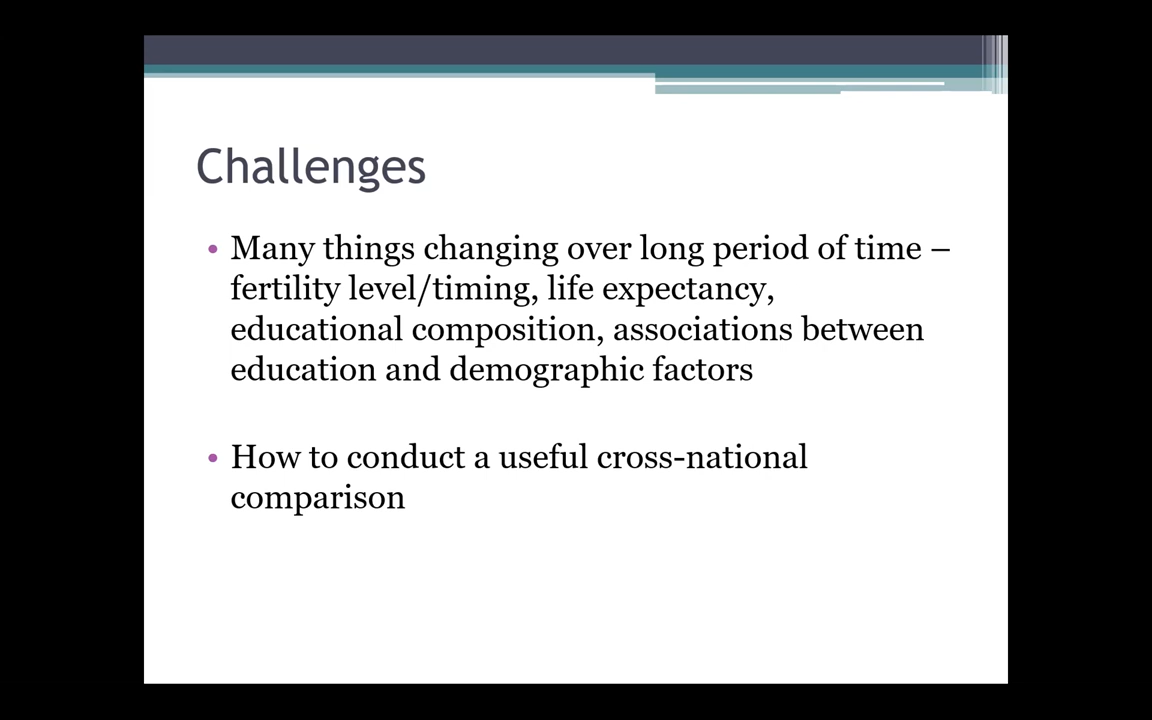 Challenges
• Many things changing over long period of time –
fertility level/timing, life expectancy,
educational composition, associations between
education and demographic factors
• How to conduct a useful cross-national
comparison